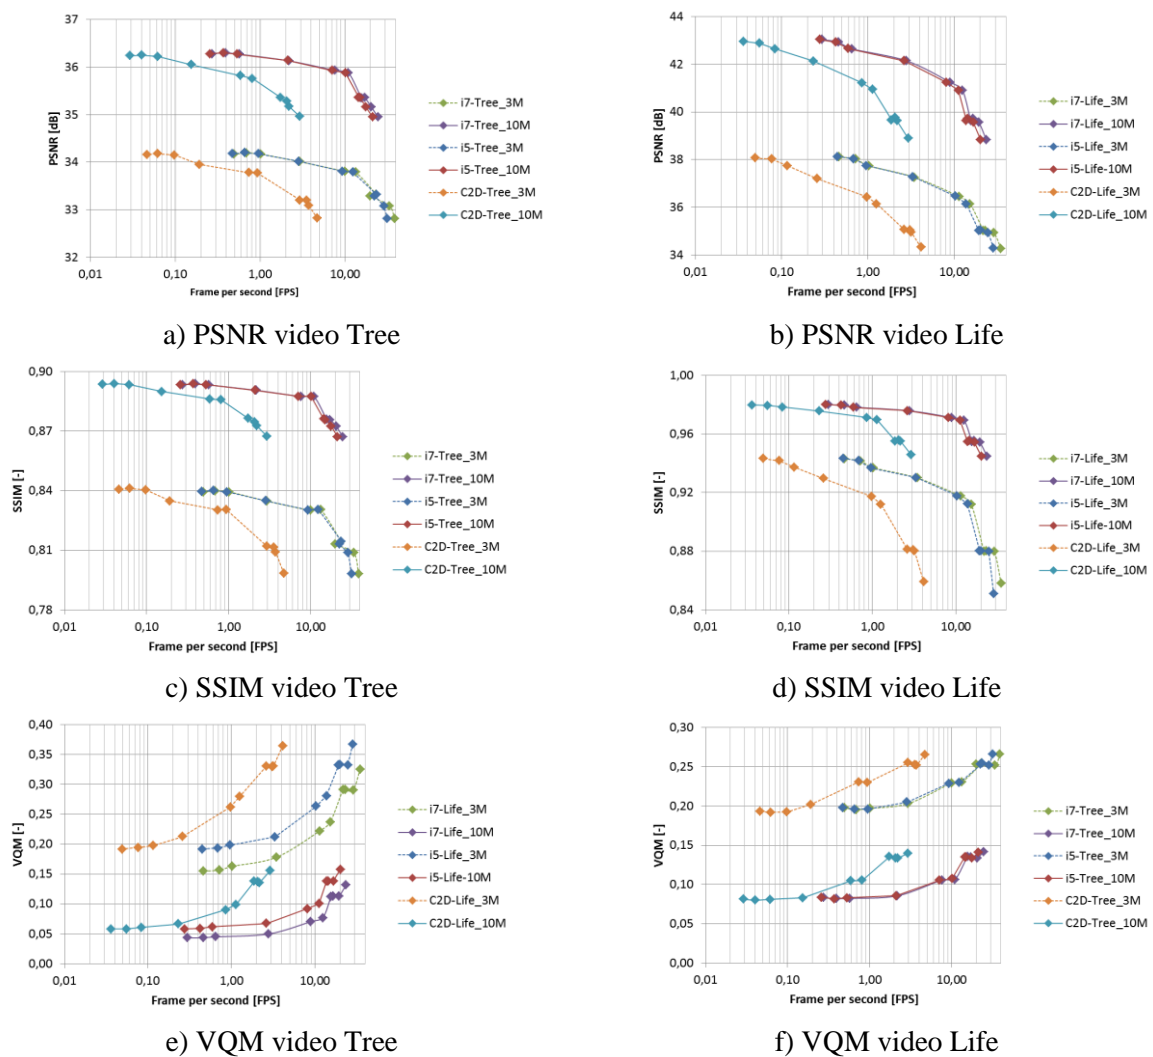 37
36
35
34
33
32
PSNR [dB]
0,01 0,10 1,00 10,00
Frame per second [FPS]
i7-Tree_3M
i7-Tree_10M
i5-Tree_3M
i5-Tree_10M
C2D-Tree_3M
C2D-Tree_10M
a) PSNR video Tree
44
42
40
38
36
34
PSNR [dB]
0,01 0,10 1,00 10,00
Frame per second [FPS]
i7-Life_3M
i7-Life_10M
i5-Life_3M
i5-Life-10M
C2D-Life_3M
C2D-Life_10M
b) PSNR video Life
0,90
0,87
0,84
0,81
0,78
SSIM [-]
0,01 0,10 1,00 10,00
Frame per second [FPS]
i7-Tree_3M
i7-Tree_10M
i5-Tree_3M
i5-Tree_10M
C2D-Tree_3M
C2D-Tree_10M
c) SSIM video Tree
1,00
0,96
0,92
0,88
0,84
SSIM [-]
0,01 0,10 1,00 10,00
Frame per second [FPS]
i7-Life_3M
i7-Life_10M
i5-Life_3M
i5-Life-10M
C2D-Life_3M
C2D-Life_10M
d) SSIM video Life
0,40
0,35
0,30
0,25
0,20
0,15
0,10
0,05
0,00
VQM [-]
0,01 0,10 1,00 10,00
Frame per second [FPS]
i7-Life_3M
i7-Life_10M
i5-Life_3M
i5-Life-10M
C2D-Life_3M
C2D-Life_10M
e) VQM video Tree
0,30
0,25
0,20
0,15
0,10
0,05
0,00
VQM [-]
0,01 0,10 1,00 10,00
Frame per second [FPS]
i7-Tree_3M
i7-Tree_10M
i5-Tree_3M
i5-Tree_10M
C2D-Tree_3M
C2D-Tree_10M
f) VQM video Life